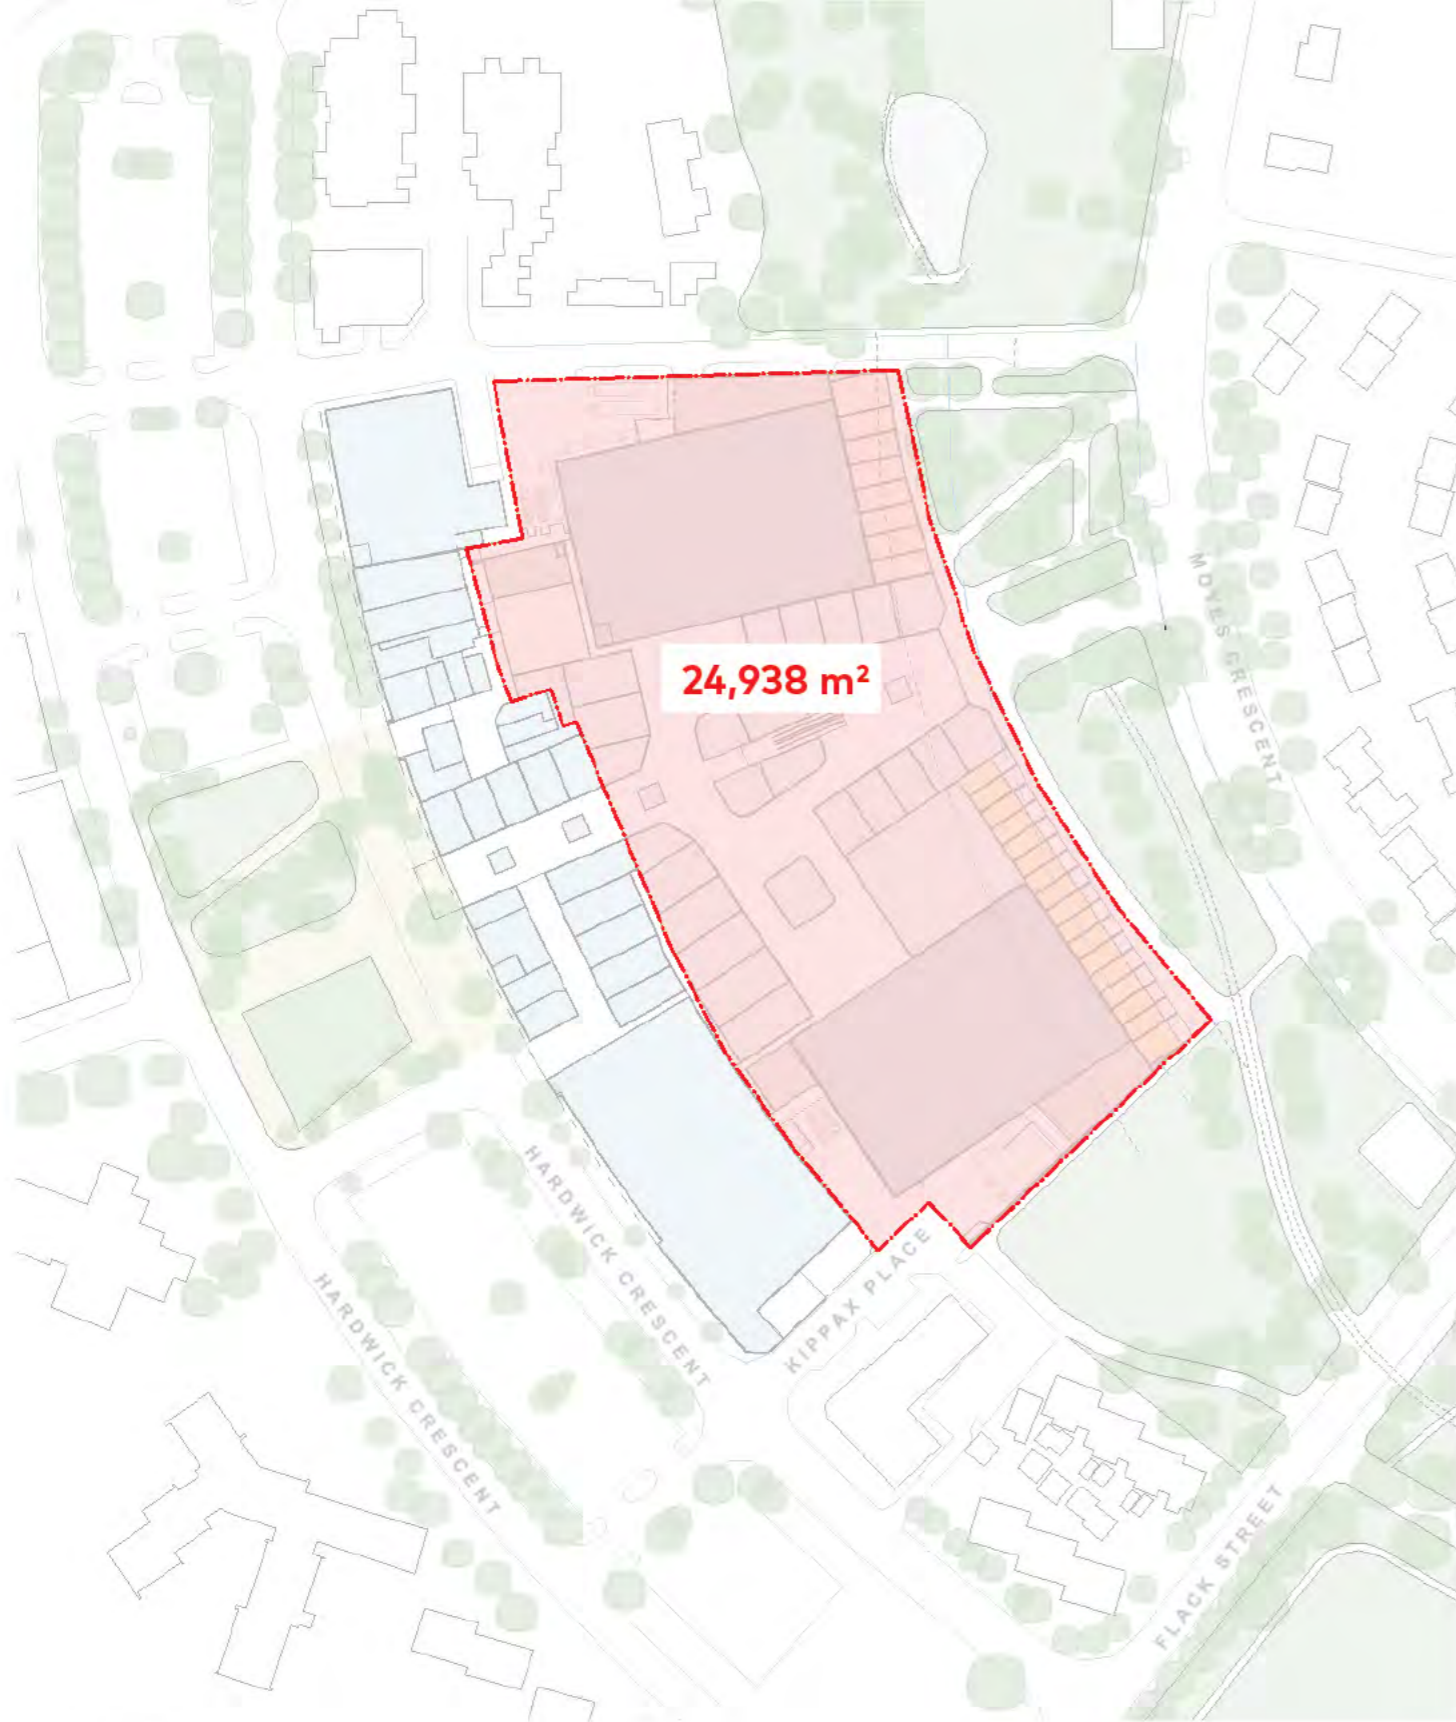 24,938 m²
MOYES CRESCENT
HARDWICK CRESCENT
KIPPAX PLACE
HARDWICK CRESCENT
FLACK STREET